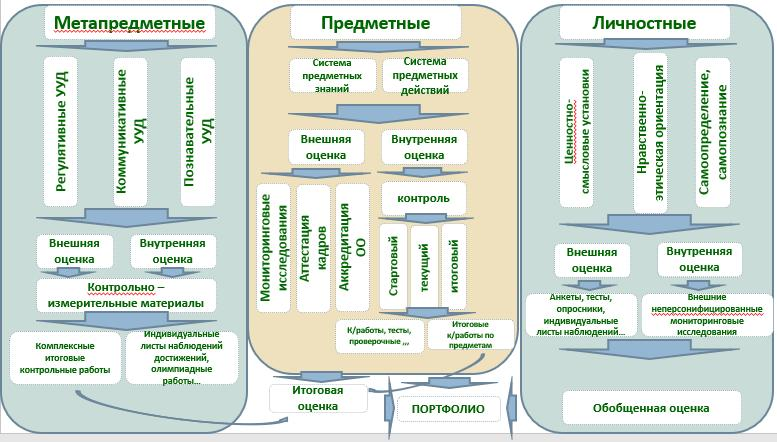 Метапредметные
Регулятивные УУД
Коммуникативные
УУД
Познавательные
УУД
Внешняя
оценка
Внутренняя
оценка
Контрольно –
измерительные материалы
Комплексные
итоговые
контрольные работы
Индивидуальные
листы наблюдений
достижений,
олимпиадные
работы…
Предметные
Система
предметных
знаний
Система
предметных
действий
Внешняя
оценка
Внутренняя
оценка
Мониторинговые
исследования
Аттестация
кадров
Аккредитация
ОО
контроль
Стартовый
текущий
итоговый
К/работы, тесты,
проверочные ,,,
Итоговые
к/работы по
предметам
Итоговая
оценка
ПОРТФОЛИО
Личностные
Ценностно-
смысловые установки
Нравственно-
этическая ориентация
Самоопределение,
самопознание
Внешняя
оценка
Внутренняя
оценка
Анкеты, тесты,
опросники,
индивидуальные
листы наблюдений…
Внешние
неперсонифицированные
мониторинговые
исследования
Обобщенная оценка